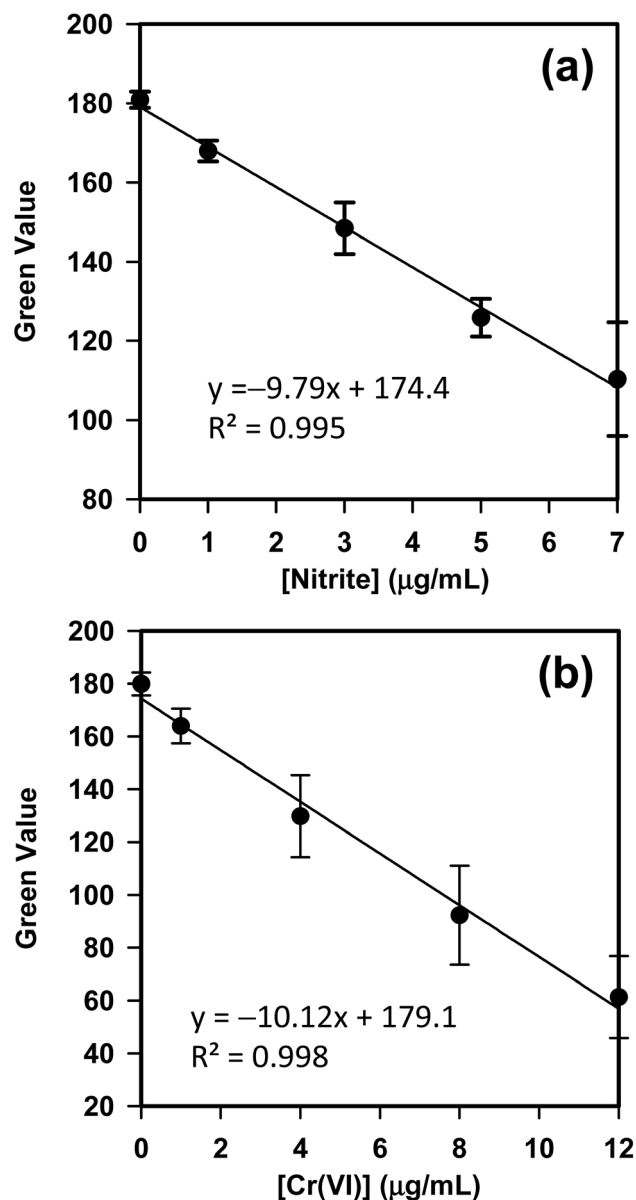 200
(a)
180
160
140
120
100
80
Green Value
y =–9.79x + 174.4
R² = 0.995
0 1 2 3 4 5 6 7
[Nitrite] (μg/mL)
200
(b)
180
160
140
120
100
80
60
40
20
Green Value
y = –10.12x + 179.1
R² = 0.998
0 2 4 6 8 10 12
[Cr(VI)] (μg/mL)